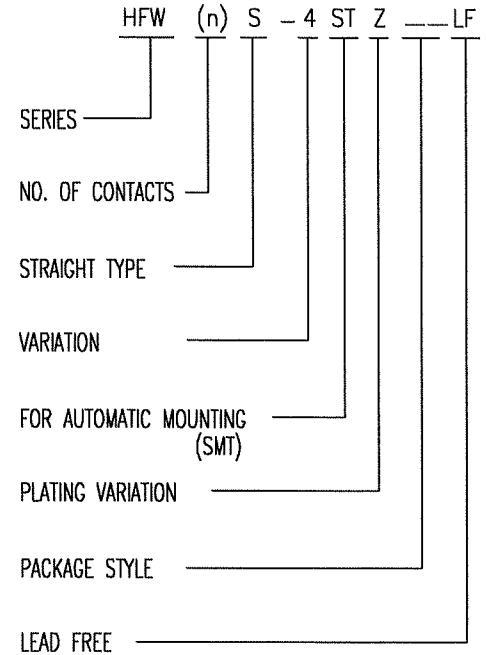 HFW (n) S - 4 ST Z __ LF
SERIES
NO. OF CONTACTS
STRAIGHT TYPE
VARIATION
FOR AUTOMATIC MOUNTING
(SMT)
PLATING VARIATION
PACKAGE STYLE
LEAD FREE